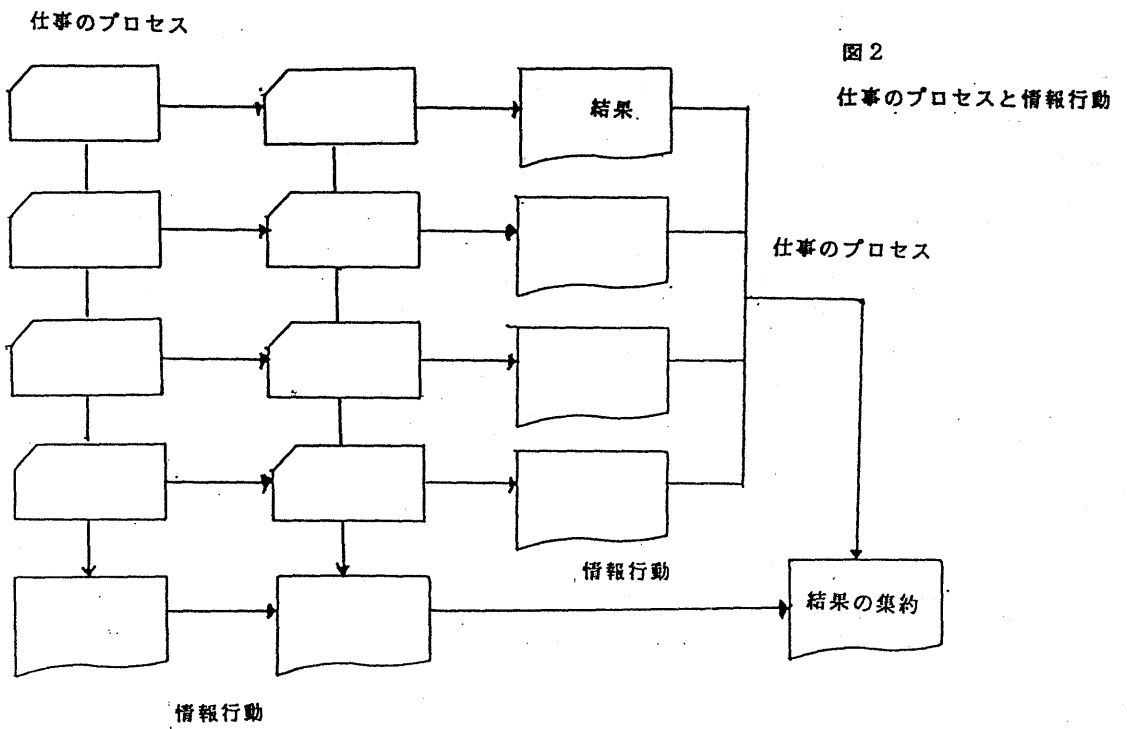 仕事のプロセス
図2
仕事のプロセスと情報行動
結果
仕事のプロセス
情報行動
結果の集約
情報行動